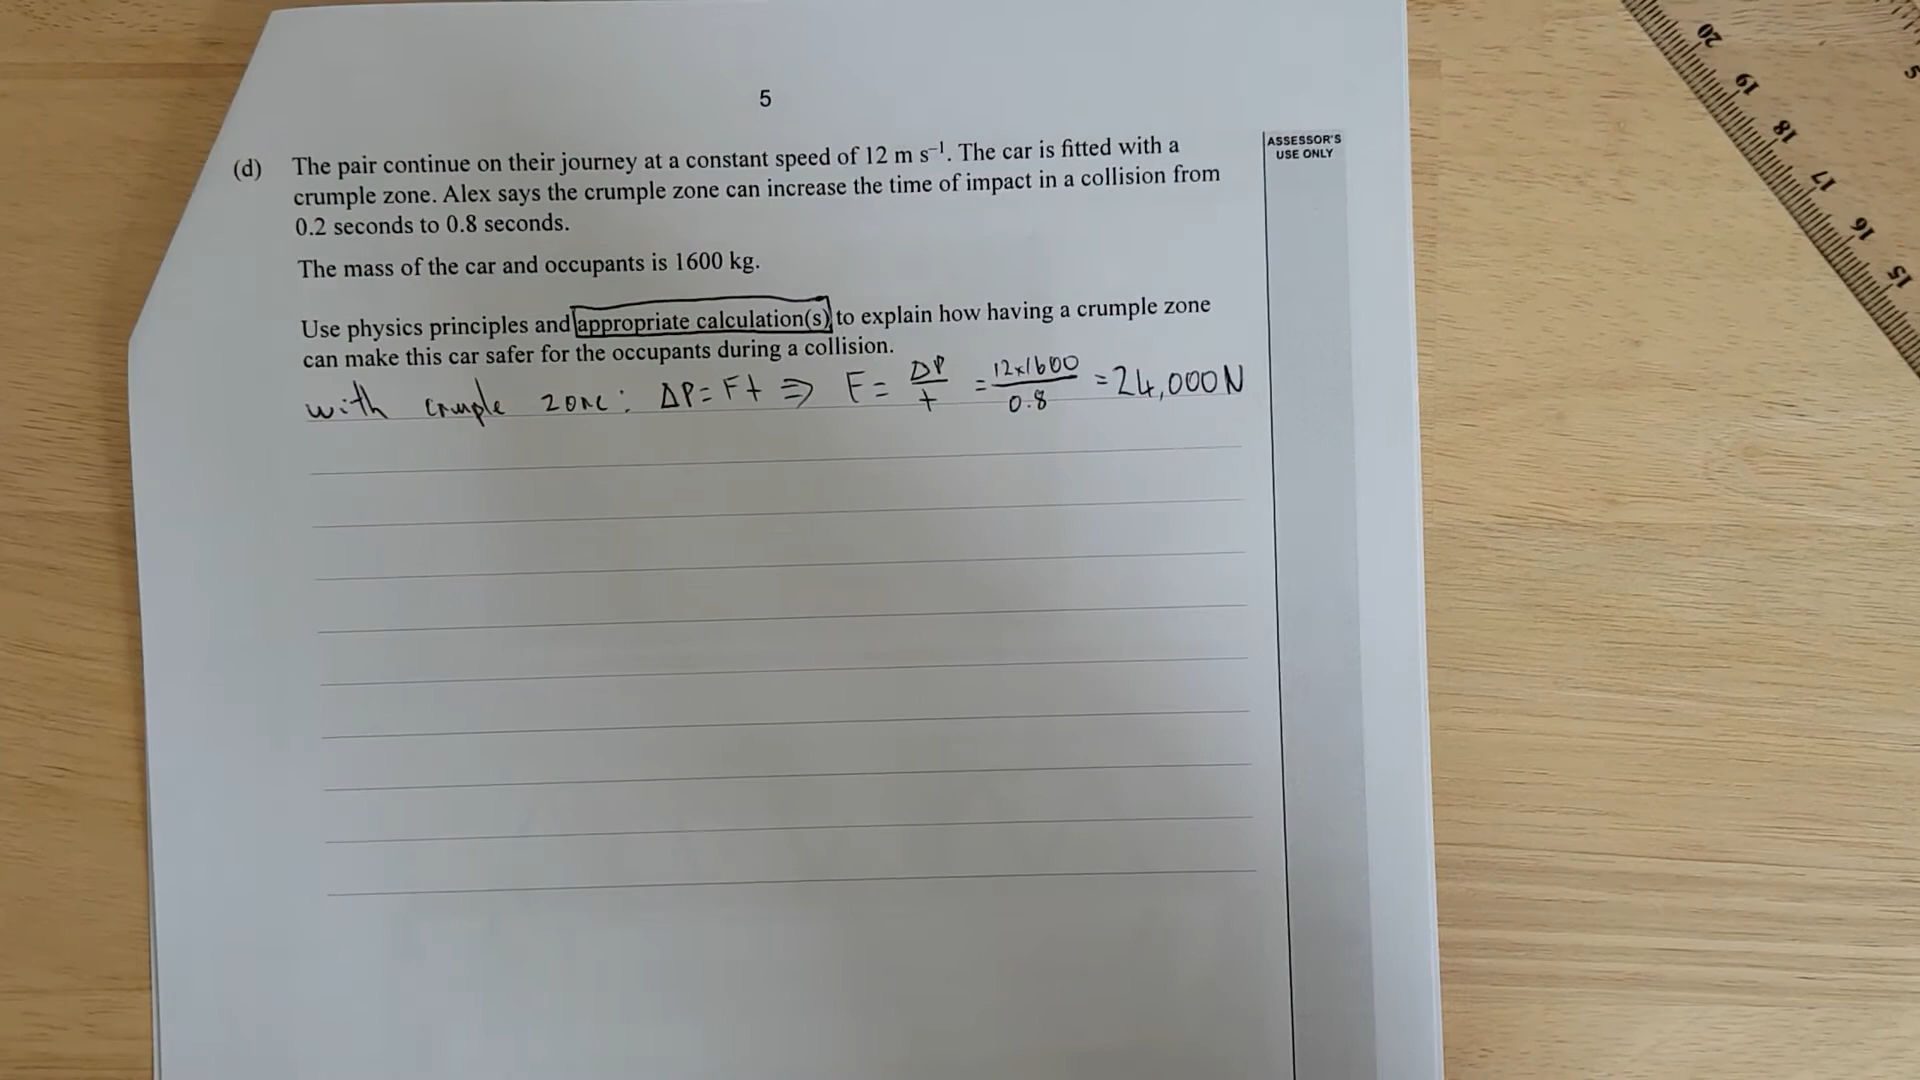 5
ASSESSOR'S
USE ONLY
(d) The pair continue on their journey at a constant speed of 12 m s⁻¹. The car is fitted with a
crumple zone. Alex says the crumple zone can increase the time of impact in a collision from
0.2 seconds to 0.8 seconds.
The mass of the car and occupants is 1600 kg.
Use physics principles and appropriate calculation(s) to explain how having a crumple zone
can make this car safer for the occupants during a collision.
with crumple zone: ΔP = Ft ⇒ F = ΔP/t = 12×1600/0.8 = 24,000N
20
19
18
17
16
15
5